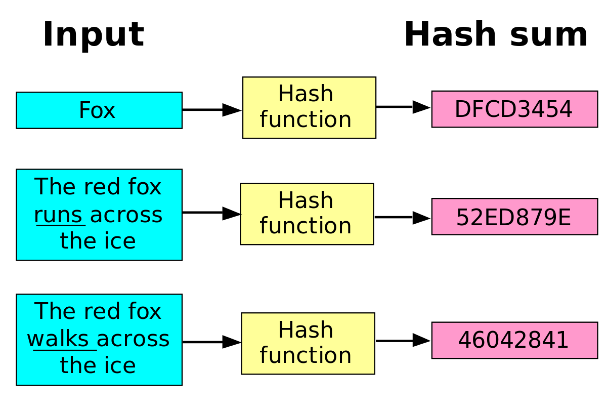 Input
Hash sum
Fox
Hash
function
DFCD3454
The red fox
runs across
the ice
Hash
function
52ED879E
The red fox
walks across
the ice
Hash
function
46042841